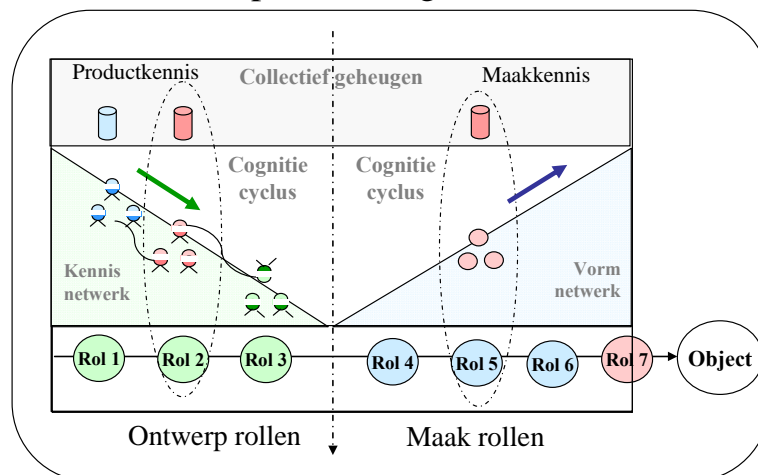 Productkennis
Collectief geheugen
Maakkennis
Cognitie
cyclus
Cognitie
cyclus
Kennis
netwerk
Vorm
netwerk
Rol 1
Rol 2
Rol 3
Rol 4
Rol 5
Rol 6
Rol 7
Object
Ontwerp rollen
Maak rollen